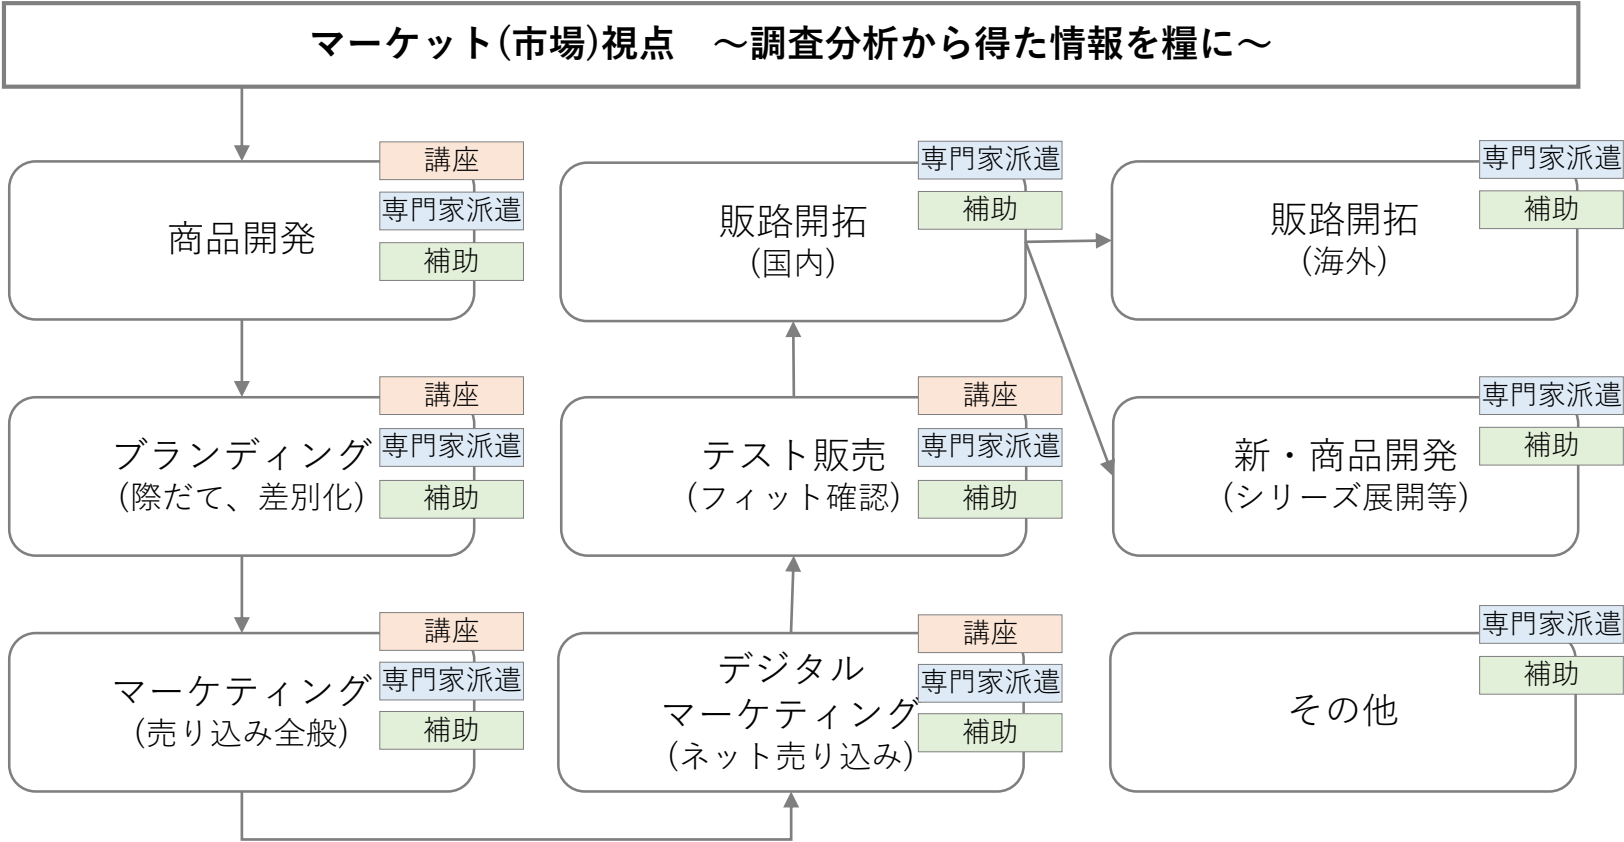 マーケット(市場)視点　～調査分析から得た情報を糧に～
商品開発
講座
専門家派遣
補助
ブランディング
(際だて、差別化)
講座
専門家派遣
補助
マーケティング
(売り込み全般)
講座
専門家派遣
補助
デジタル
マーケティング
(ネット売り込み)
講座
専門家派遣
補助
テスト販売
(フィット確認)
講座
専門家派遣
補助
販路開拓
(国内)
専門家派遣
補助
販路開拓
(海外)
専門家派遣
補助
新・商品開発
(シリーズ展開等)
専門家派遣
補助
その他
専門家派遣
補助